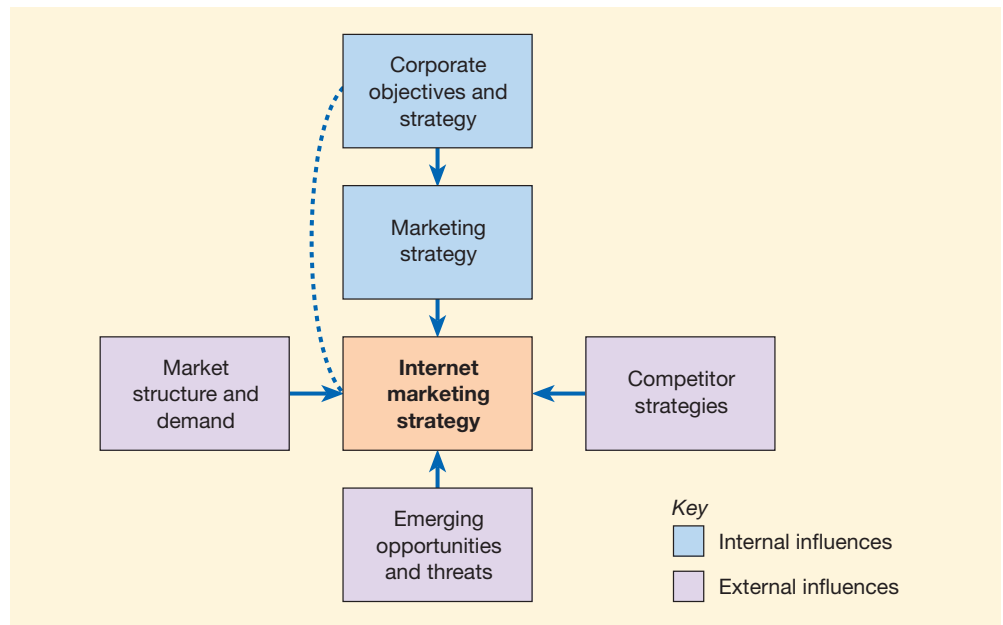 Corporate
objectives and
strategy
Marketing
strategy
Market
structure and
demand
Internet
marketing
strategy
Competitor
strategies
Emerging
opportunities
and threats
Key
Internal influences
External influences